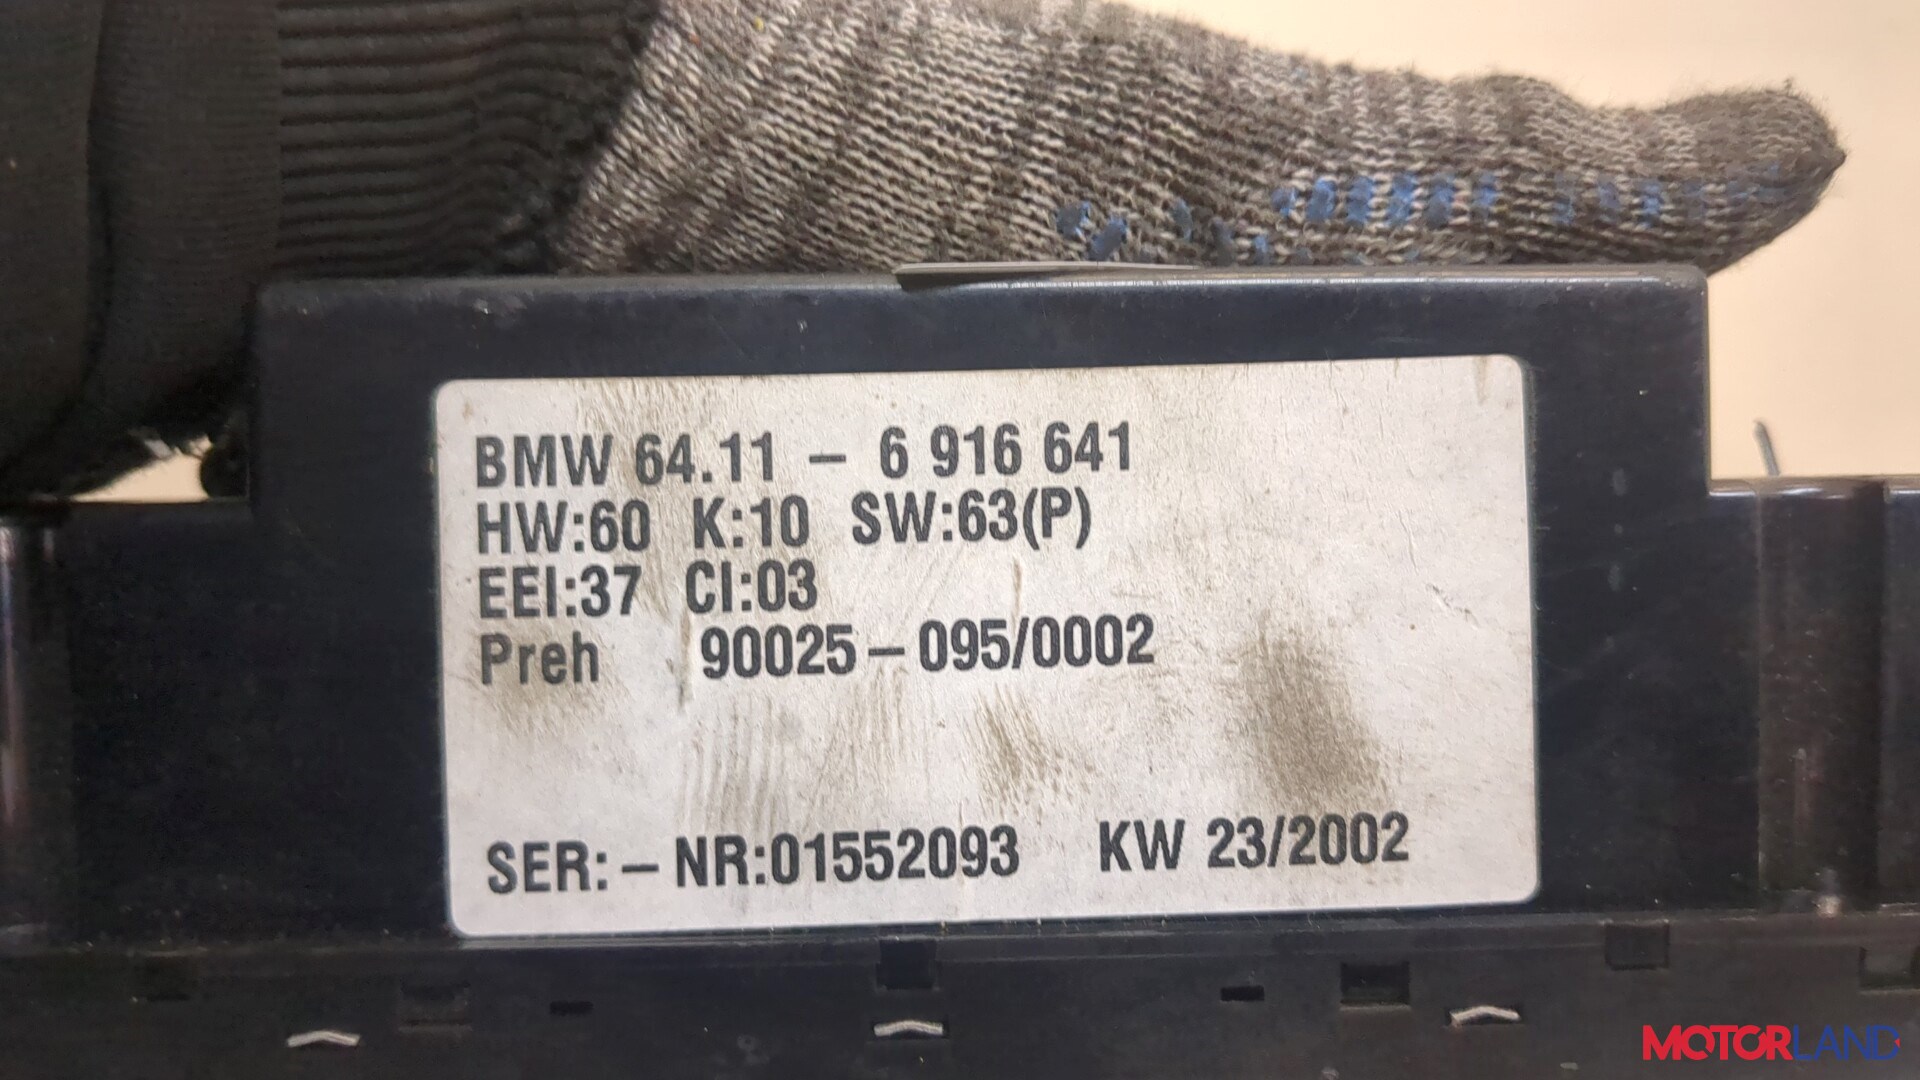 BMW 64.11 – 6 916 641
HW:60 K:10 SW:63(P)
EEI:37 CI:03
Preh 90025–095/0002
SER:–NR:01552093 KW 23/2002
MOTORLAND